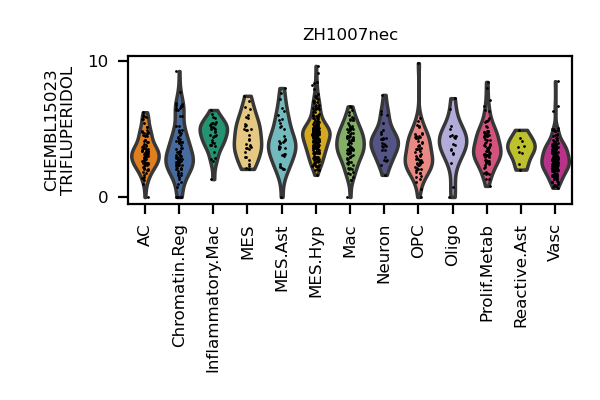 ZH1007nec
CHEMBL15023
TRIFLUPERIDOL
10
0
AC
Chromatin.Reg
Inflammatory.Mac
MES
MES.Ast
MES.Hyp
Mac
Neuron
OPC
Oligo
Prolif.Metab
Reactive.Ast
Vasc